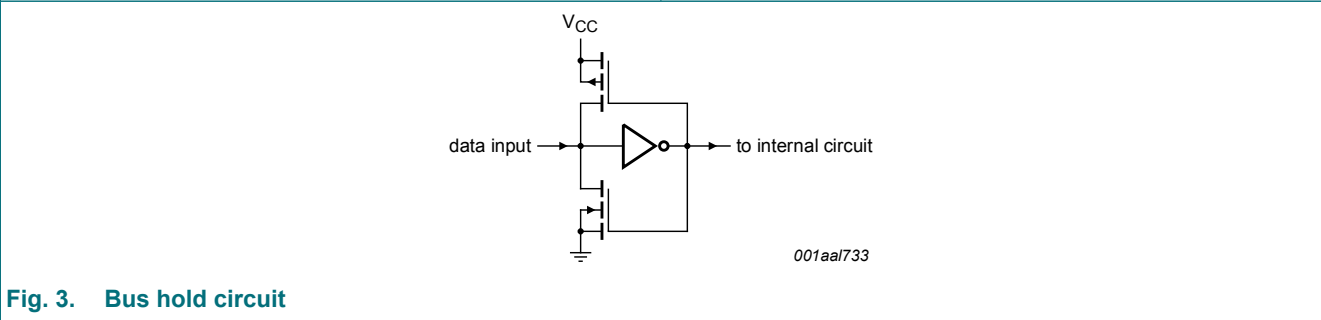 VCC
data input
to internal circuit
001aal733
Fig. 3. Bus hold circuit